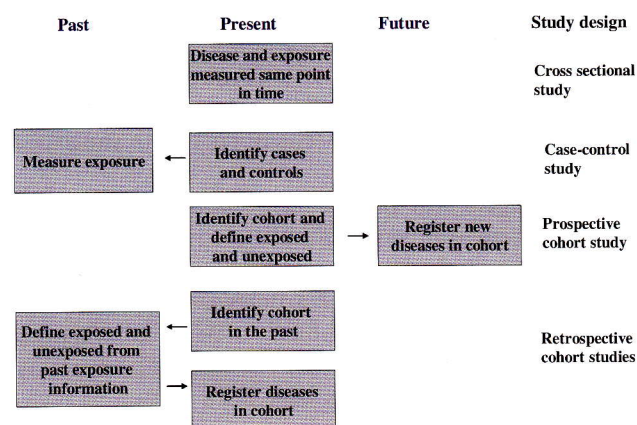 Past Present Future Study design
Disease and exposure
measured same point
in time
Cross sectional
study
Measure exposure
Identify cases
and controls
Case-control
study
Identify cohort and
define exposed
and unexposed
Register new
diseases in cohort
Prospective
cohort study
Define exposed and
unexposed from
past exposure
information
Identify cohort
in the past
Register diseases
in cohort
Retrospective
cohort studies